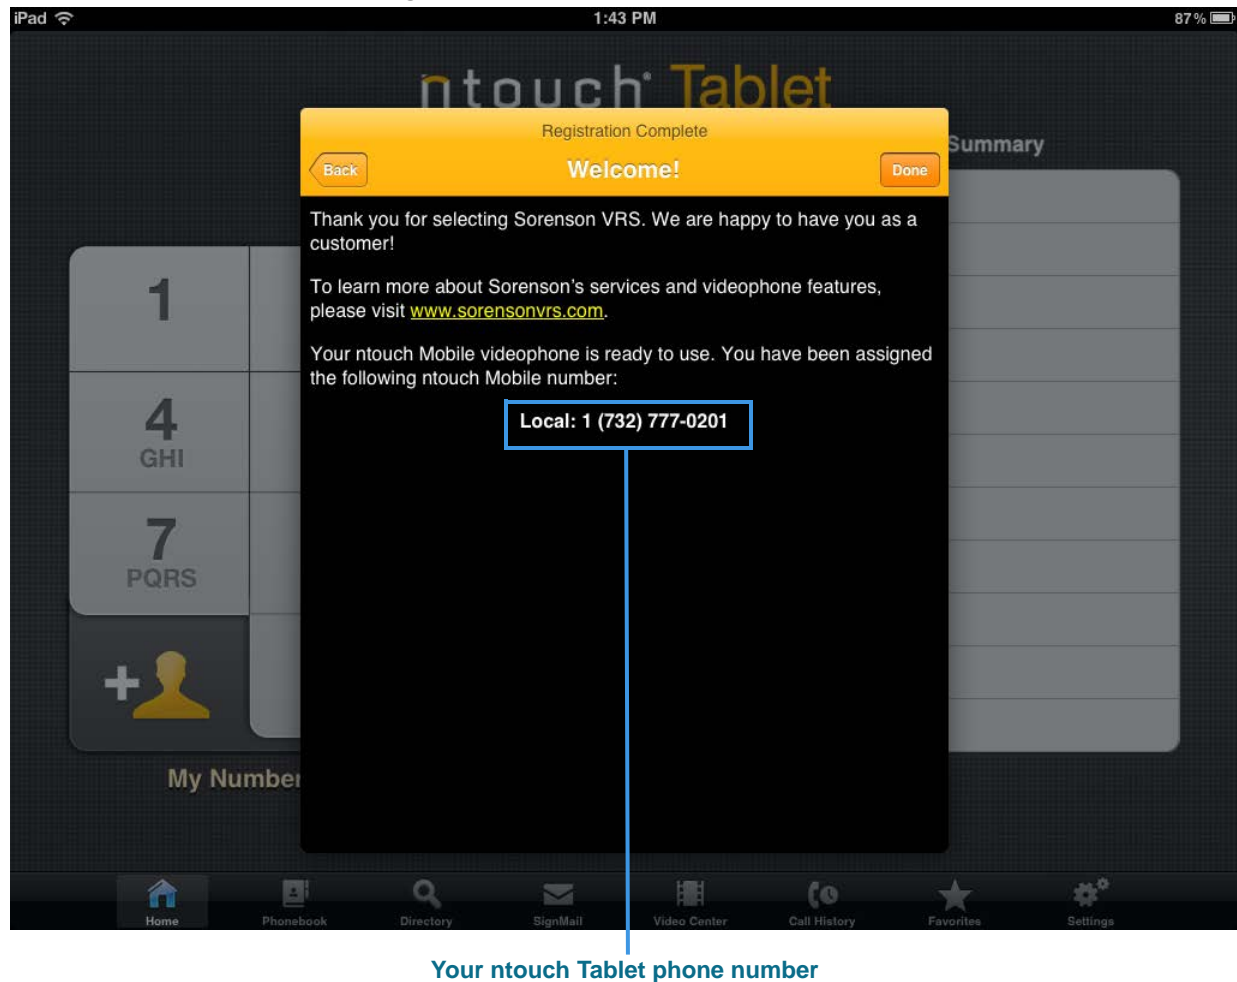 iPad 1:43 PM 87%
ntouch® Tablet
Summary
Registration Complete
Back Welcome! Done
Thank you for selecting Sorenson VRS. We are happy to have you as a
customer!
To learn more about Sorenson's services and videophone features,
please visit www.sorensonvrs.com.
Your ntouch Mobile videophone is ready to use. You have been assigned
the following ntouch Mobile number:
Local: 1 (732) 777-0201
1
4
GHI
7
PQRS
+
My Number
Home Phonebook Directory SignMail Video Center Call History Favorites Settings
Your ntouch Tablet phone number